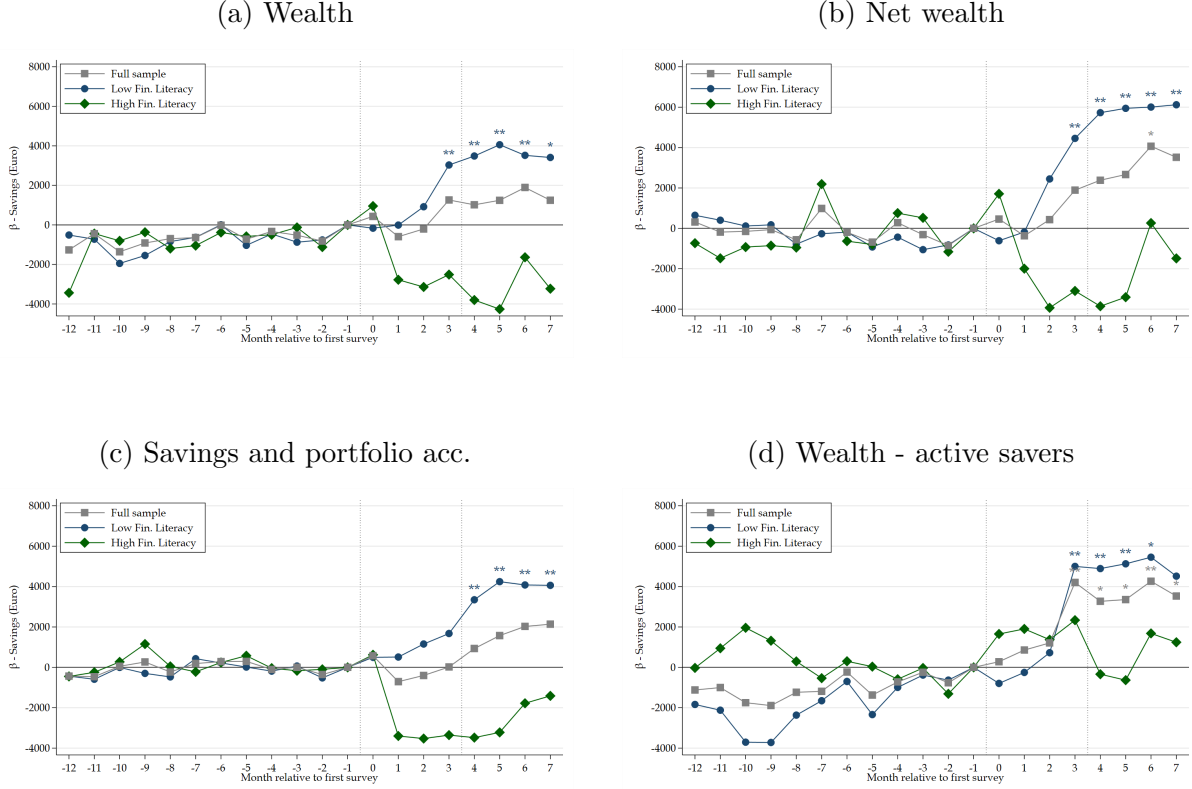 (a) Wealth
(b) Net wealth
β - Savings (Euro)
8000
6000
4000
2000
0
-2000
-4000
Full sample
Low Fin. Literacy
High Fin. Literacy
** ** ** ** *
-12 -11 -10 -9 -8 -7 -6 -5 -4 -3 -2 -1 0 1 2 3 4 5 6 7
Month relative to first survey
β - Savings (Euro)
8000
6000
4000
2000
0
-2000
-4000
Full sample
Low Fin. Literacy
High Fin. Literacy
** ** ** ** **
*
-12 -11 -10 -9 -8 -7 -6 -5 -4 -3 -2 -1 0 1 2 3 4 5 6 7
Month relative to first survey
(c) Savings and portfolio acc.
(d) Wealth - active savers
β - Savings (Euro)
8000
6000
4000
2000
0
-2000
-4000
Full sample
Low Fin. Literacy
High Fin. Literacy
** ** ** **
-12 -11 -10 -9 -8 -7 -6 -5 -4 -3 -2 -1 0 1 2 3 4 5 6 7
Month relative to first survey
β - Savings (Euro)
8000
6000
4000
2000
0
-2000
-4000
Full sample
Low Fin. Literacy
High Fin. Literacy
** ** ** *
* * ** *
-12 -11 -10 -9 -8 -7 -6 -5 -4 -3 -2 -1 0 1 2 3 4 5 6 7
Month relative to first survey